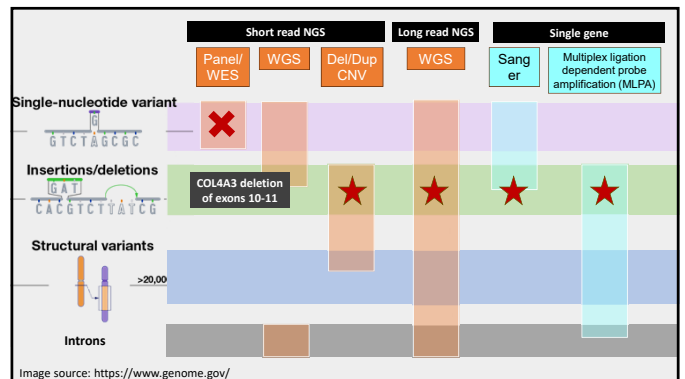 Short read NGS
Long read NGS
Single gene
Panel/
WES
WGS
Del/Dup
CNV
WGS
Sang
er
Multiplex ligation
dependent probe
amplification (MLPA)
Single-nucleotide variant
G
GTCTAGCGC
Insertions/deletions
GAT
CACGTCTTATCG
COL4A3 deletion
of exons 10-11
Structural variants
>20,000
Introns
Image source: https://www.genome.gov/